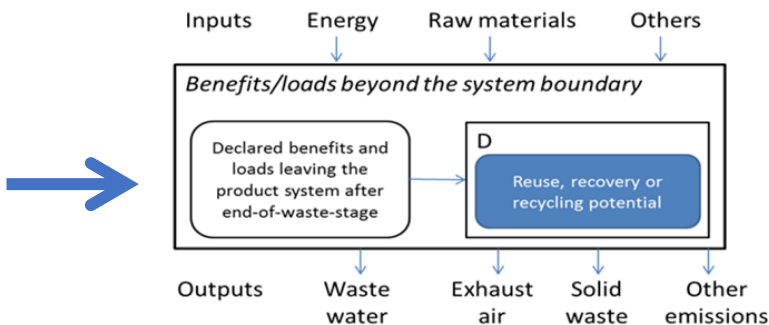 Inputs Energy Raw materials Others
Benefits/loads beyond the system boundary
Declared benefits and
loads leaving the
product system after
end-of-waste-stage
D
Reuse, recovery or
recycling potential
Outputs Waste water Exhaust air Solid waste Other emissions